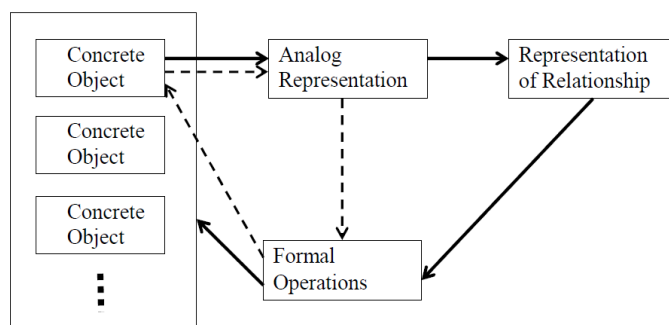 Concrete
Object
Analog
Representation
Representation
of Relationship
Concrete
Object
Concrete
Object
Formal
Operations